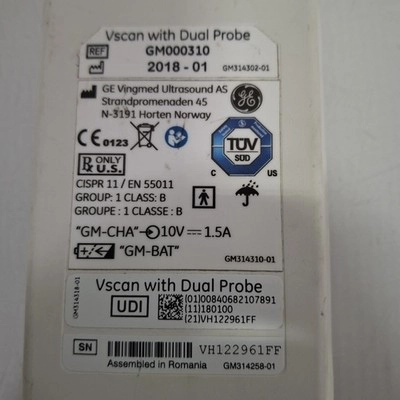 Vscan with Dual Probe
REF GM000310
2018 - 01 GM314302-01
GE Vingmed Ultrasound AS
Strandpromenaden 45
N-3191 Horten Norway
GE
CE 0123
TÜV
SÜD
C US
Rx ONLY
U.S.
CISPR 11 / EN 55011
GROUP: 1 CLASS: B
GROUPE : 1 CLASSE : B
"GM-CHA" 10V 1.5A
"GM-BAT"
GM314310-01
GM314318-01
Vscan with Dual Probe
UDI
(01)00840682107891
(11)180100
(21)VH122961FF
SN VH122961FF
Assembled in Romania GM314258-01